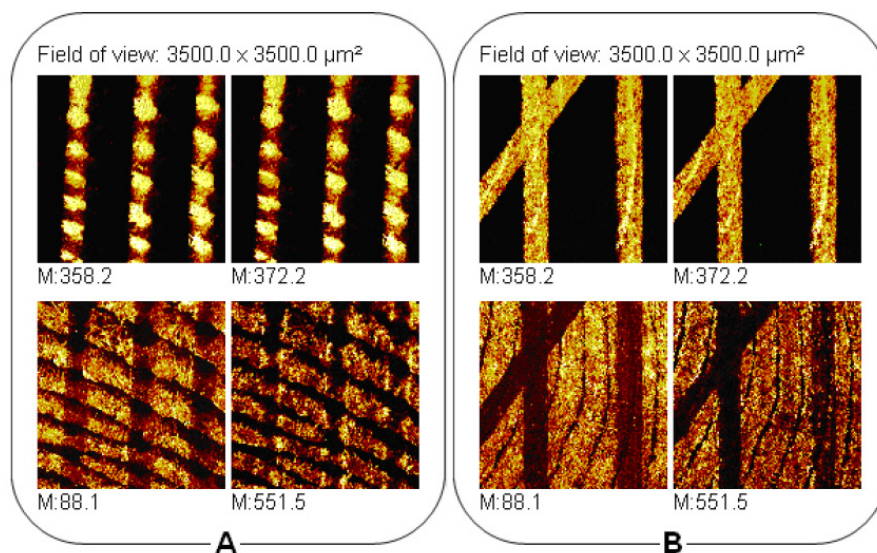 Field of view: 3500.0 x 3500.0 µm²
M:358.2 M:372.2
M:88.1 M:551.5
A
Field of view: 3500.0 x 3500.0 µm²
M:358.2 M:372.2
M:88.1 M:551.5
B